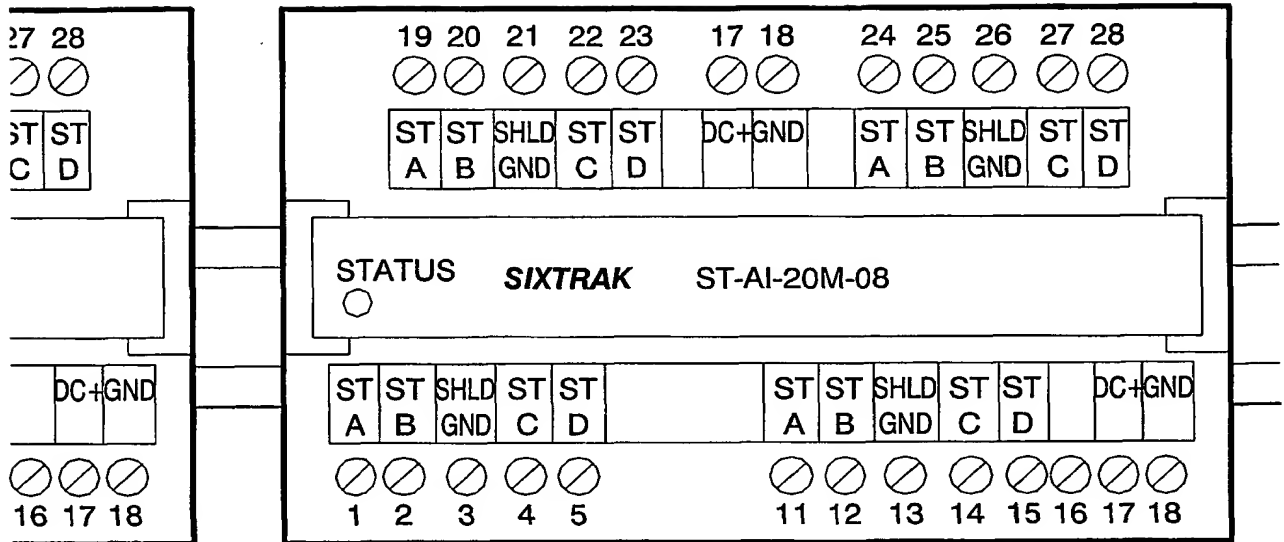 27 28 19 20 21 22 23 17 18 24 25 26 27 28
ST ST ST ST SHLD ST ST DC+ GND ST ST SHLD ST ST
C D A B GND C D A B GND C D
STATUS SIXTRAK ST-AI-20M-08
DC+ GND ST ST SHLD ST ST ST ST SHLD ST ST DC+ GND
A B GND C D A B GND C D
16 17 18 1 2 3 4 5 11 12 13 14 15 16 17 18